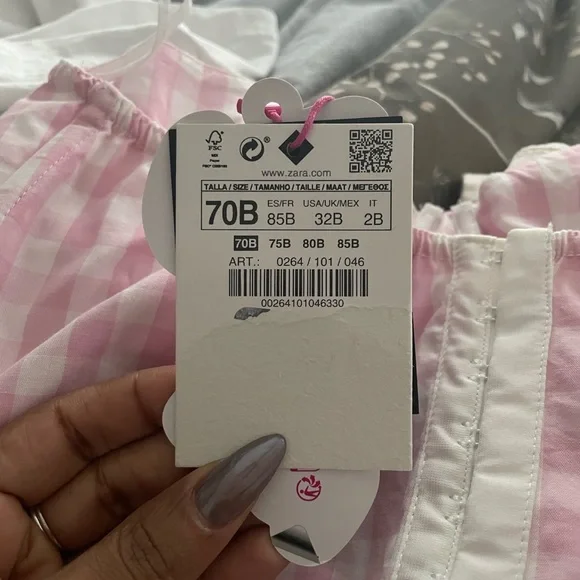 FSC
www.zara.com
TALLA / SIZE / TAMANHO / TAILLE / MAAT / ΜΕΓΕΘΟΣ
70B
ES/FR USA/UK/MEX IT
85B 32B 2B
70B 75B 80B 85B
ART.: 0264 / 101 / 046
00264101046330